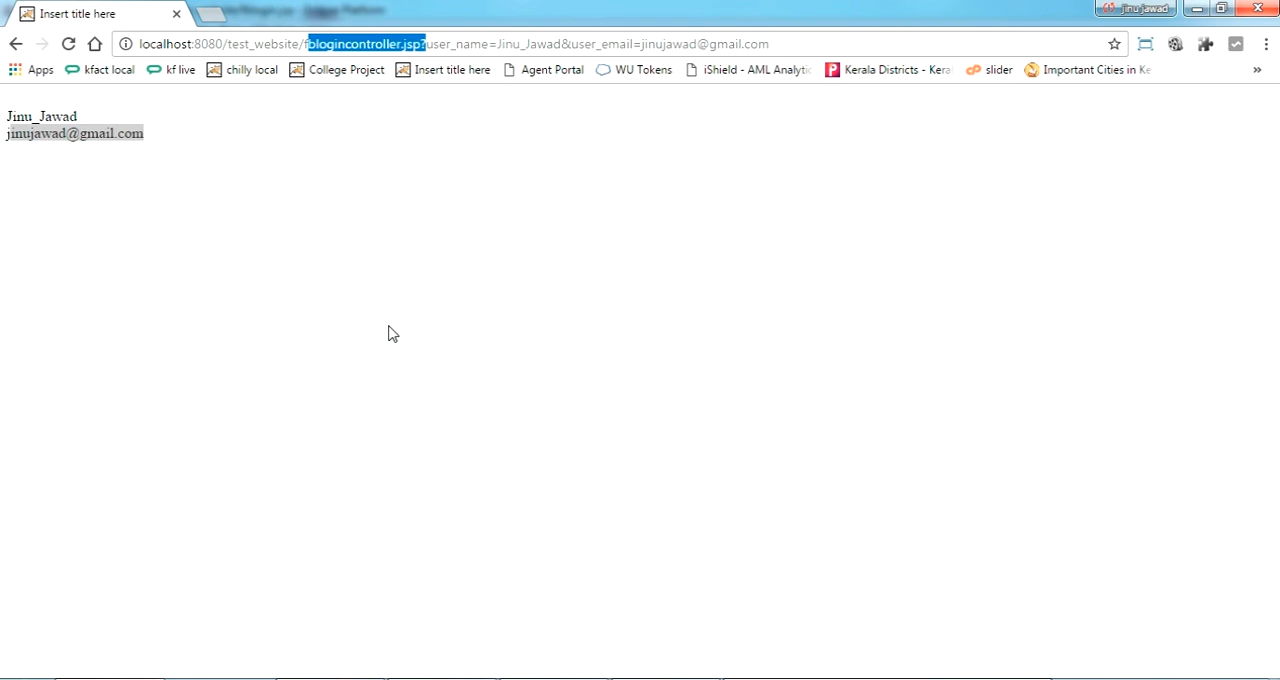 Insert title here
jinu jawad
localhost:8080/test_website/fblogincontroller.jsp?user_name=Jinu_Jawad&user_email=jinujawad@gmail.com
Apps kfact local kf live chilly local College Project Insert title here Agent Portal WU Tokens iShield - AML Analytic Kerala Districts - Kera slider Important Cities in Ke »
Jinu_Jawad
jinujawad@gmail.com